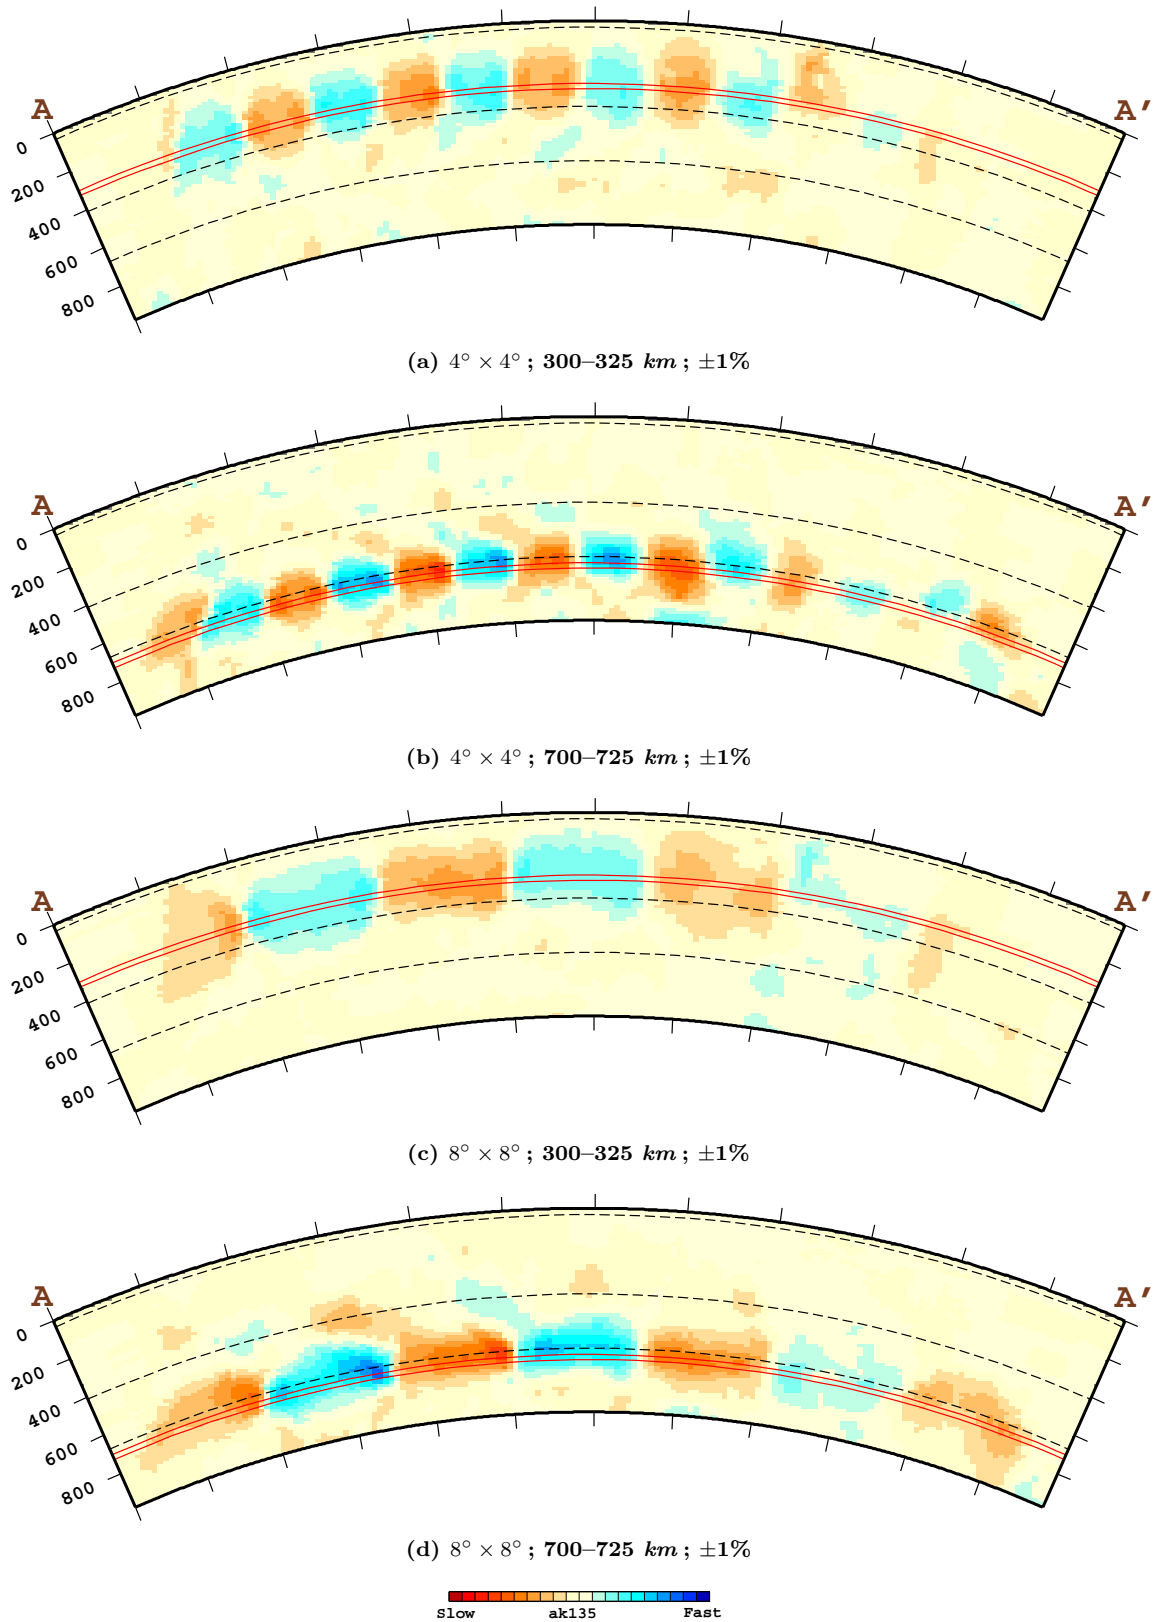 A
A′
0
200
400
600
800
(a) 4° × 4° ; 300–325 km ; ±1%
A
A′
0
200
400
600
800
(b) 4° × 4° ; 700–725 km ; ±1%
A
A′
0
200
400
600
800
(c) 8° × 8° ; 300–325 km ; ±1%
A
A′
0
200
400
600
800
(d) 8° × 8° ; 700–725 km ; ±1%
Slow ak135 Fast